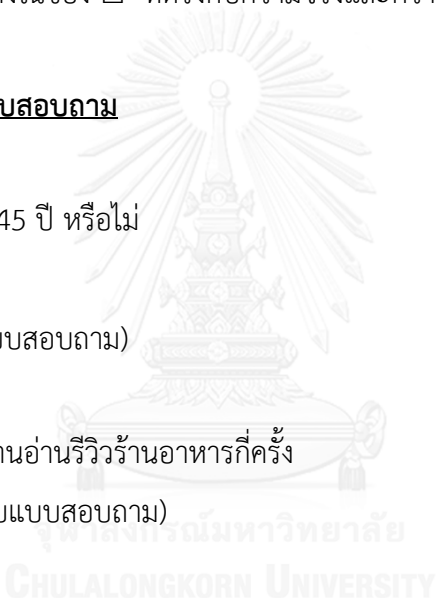 บสอบถาม
45 ปี หรือไม่
บบสอบถาม)
านอ่านรีวิวร้านอาหารกี่ครั้ง
บแบบสอบถาม)
จุฬาลงกรณ์มหาวิทยาลัย
CHULALONGKORN UNIVERSITY